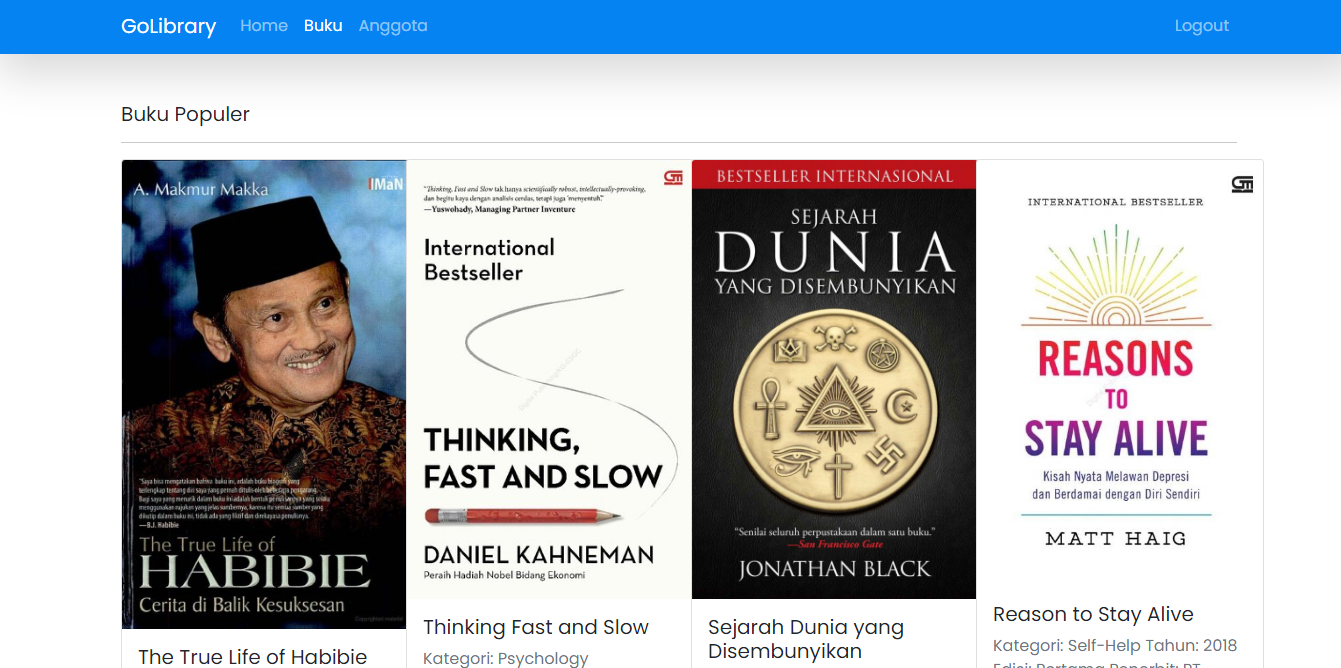 GoLibrary Home Buku Anggota Logout
Buku Populer
A. Makmur Makka
IMaN
"Saya bisa mengatakan bahwa buku ini, adalah buku biografi yang
—B.J. Habibie
The True Life of
HABIBIE
Cerita di Balik Kesuksesan
The True Life of Habibie
"Thinking, Fast and Slow tak hanya scientifically robust, intellectually-provoking,
dan begitu kaya dengan analisis cerdas, tetapi juga 'menyentuh'."
—Yuswohady, Managing Partner Inventure
International
Bestseller
THINKING,
FAST AND SLOW
DANIEL KAHNEMAN
Peraih Hadiah Nobel Bidang Ekonomi
Thinking Fast and Slow
Kategori: Psychology
BESTSELLER INTERNASIONAL
SEJARAH
DUNIA
YANG DISEMBUNYIKAN
"Senilai seluruh perpustakaan dalam satu buku."
—San Francisco Gate
JONATHAN BLACK
Sejarah Dunia yang
Disembunyikan
INTERNATIONAL BESTSELLER
REASONS
TO
STAY ALIVE
Kisah Nyata Melawan Depresi
dan Berdamai dengan Diri Sendiri
MATT HAIG
Reason to Stay Alive
Kategori: Self-Help Tahun: 2018
Edisi: Pertama Penerbit: PT